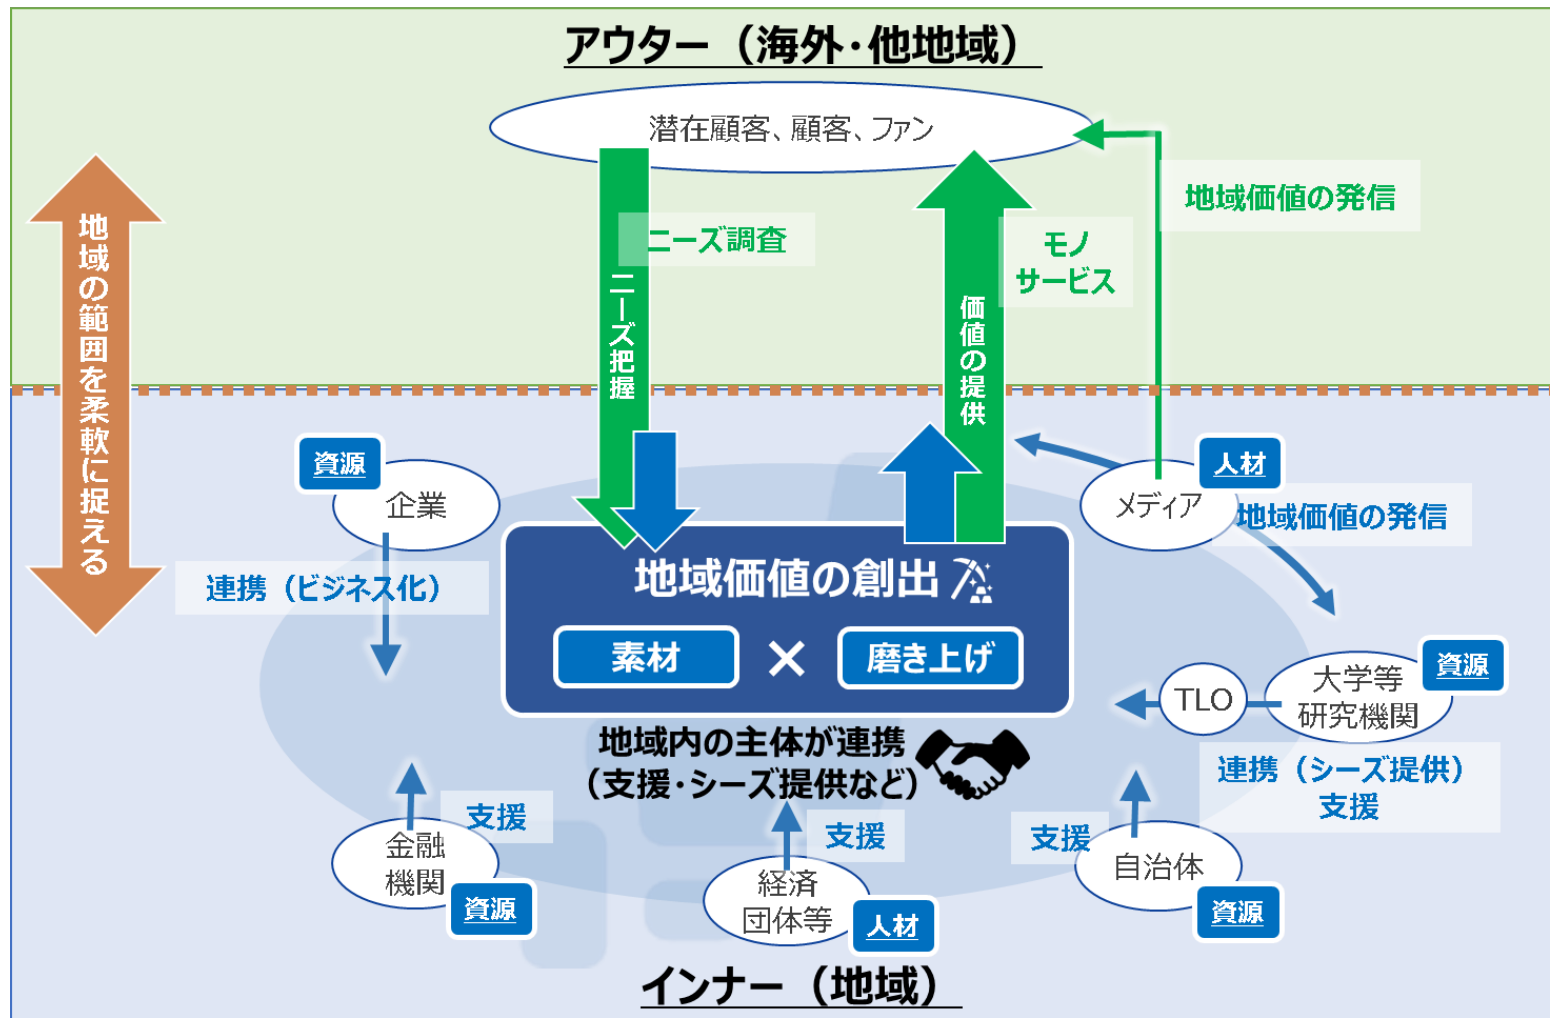 アウター（海外・他地域）
潜在顧客、顧客、ファン
地域価値の発信
ニーズ調査
モノ
サービス
地域の範囲を柔軟に捉える
ニーズ把握
価値の提供
資源
企業
人材
メディア
地域価値の発信
連携（ビジネス化）
地域価値の創出
素材
×
磨き上げ
資源
大学等
研究機関
TLO
地域内の主体が連携
（支援・シーズ提供など）
連携（シーズ提供）
支援
支援
金融
機関
資源
支援
経済
団体等
人材
支援
自治体
資源
インナー（地域）